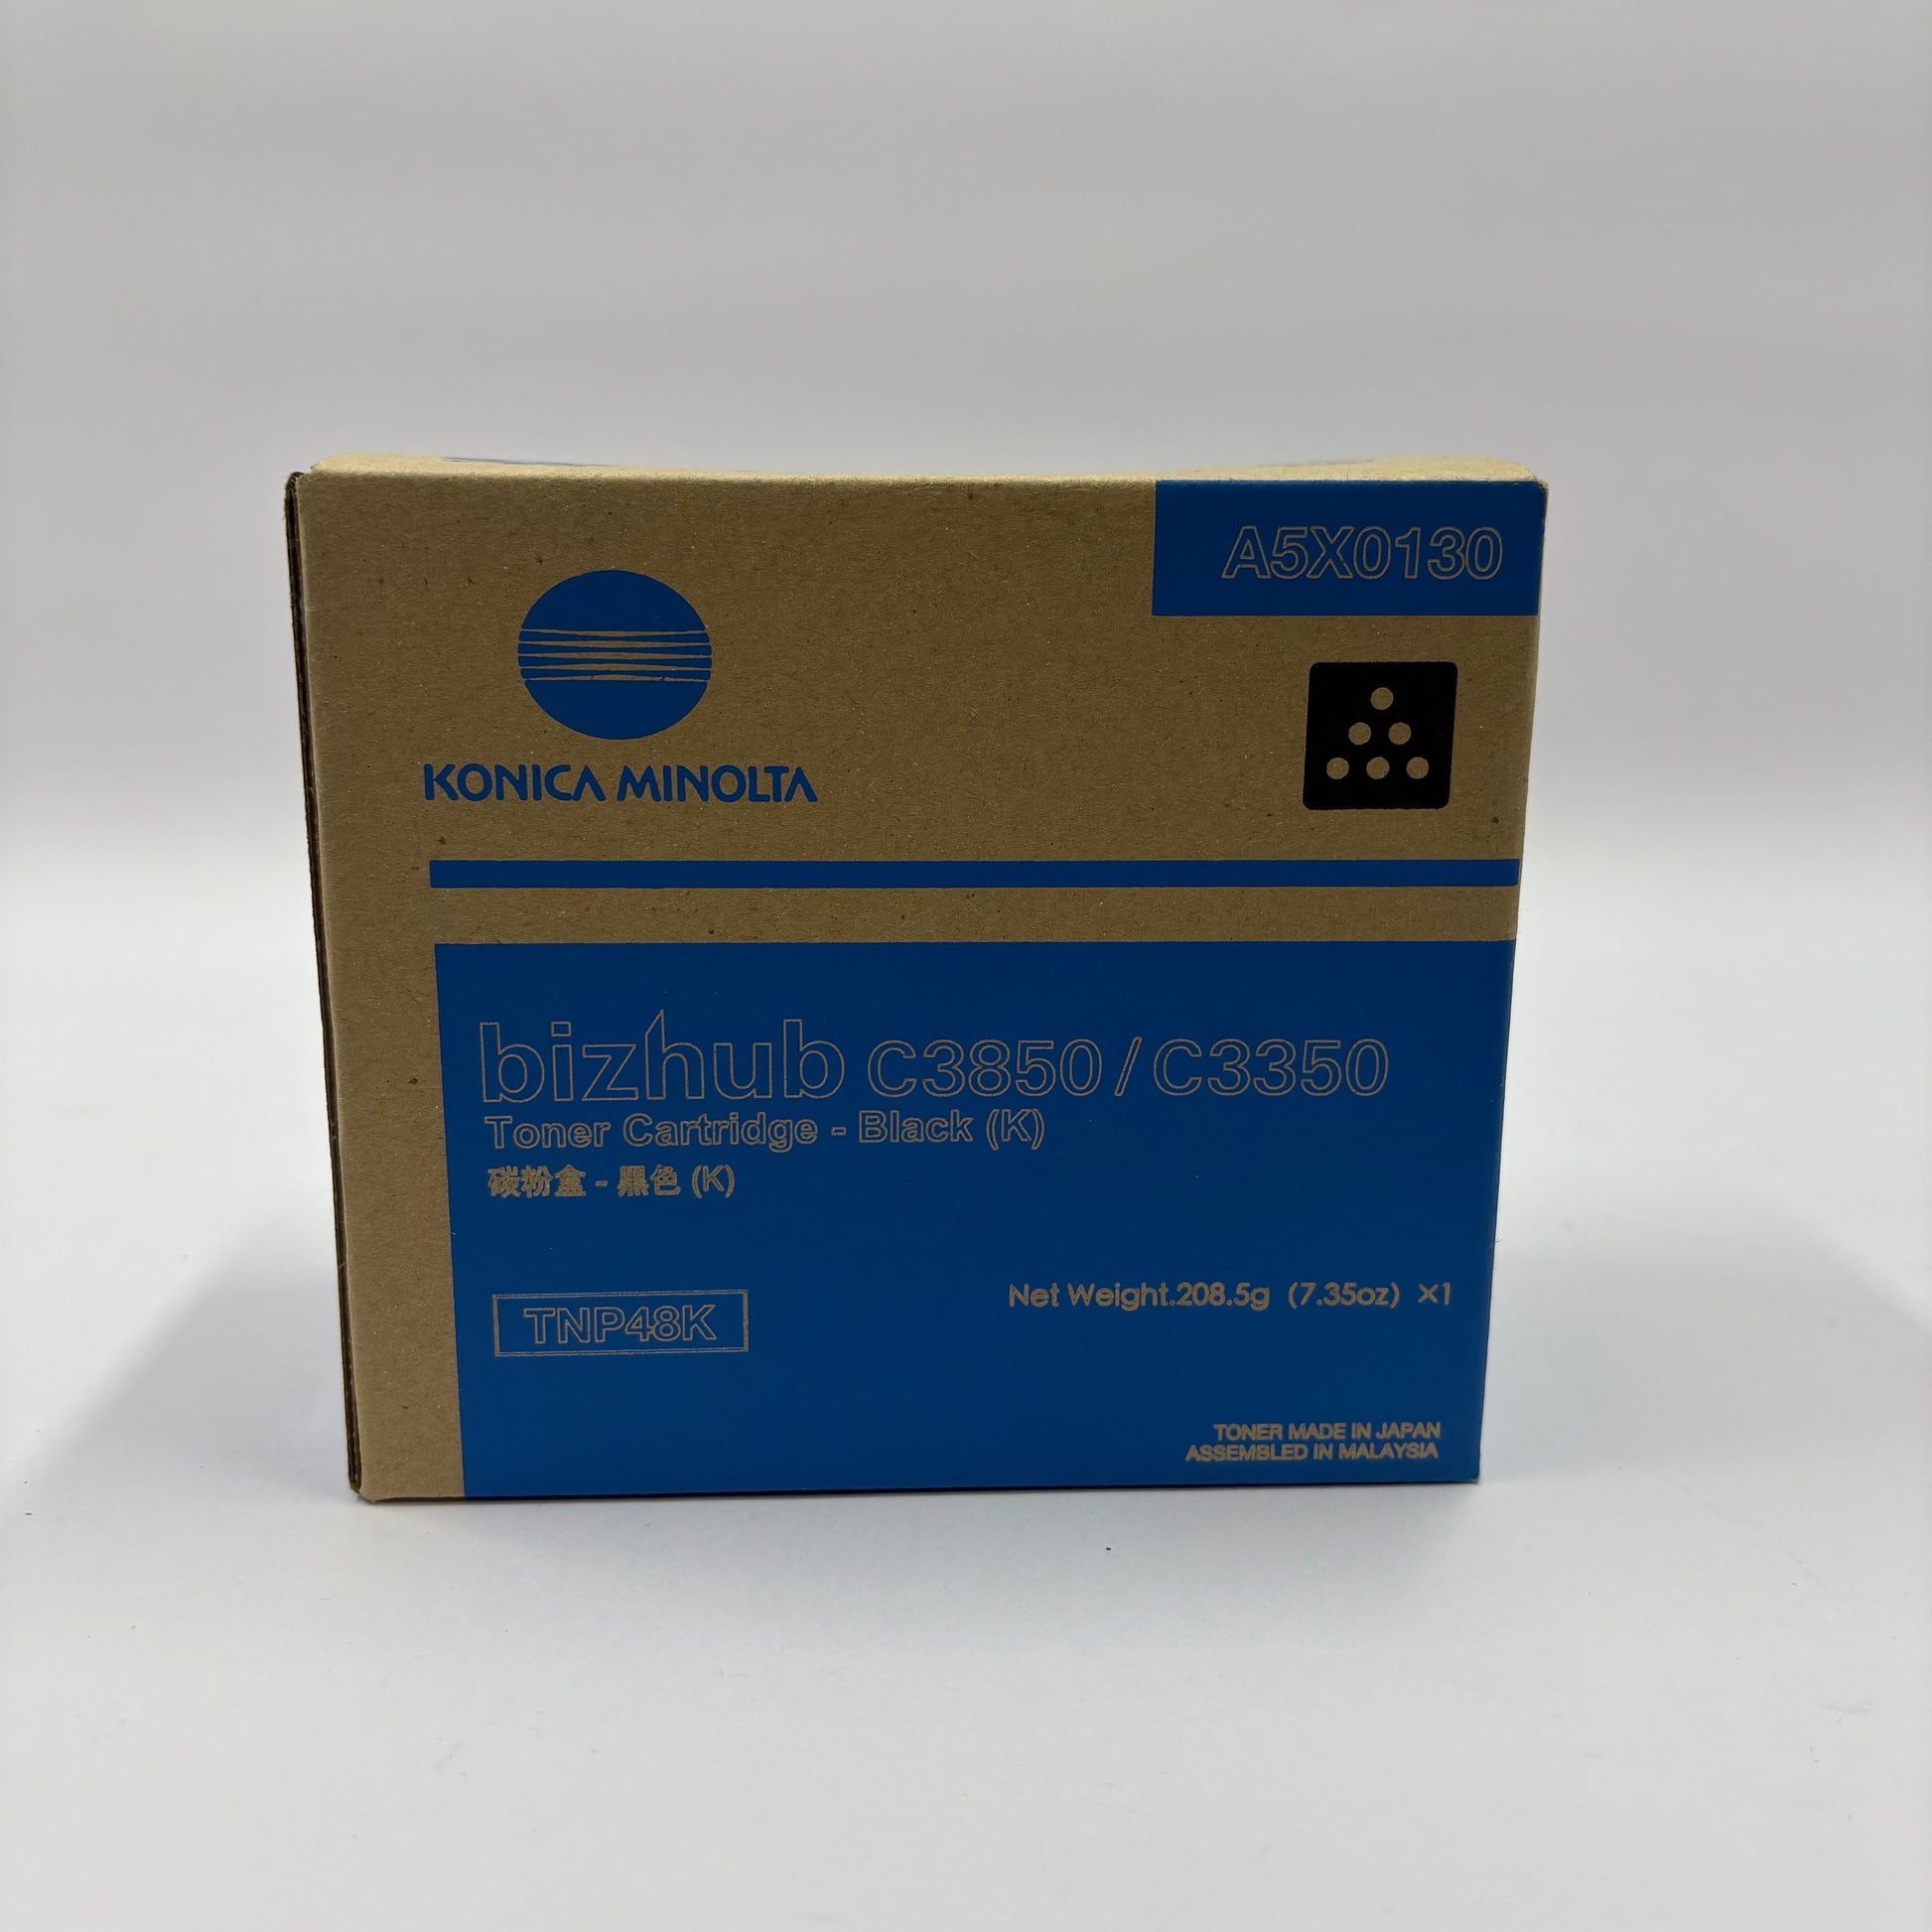 A5X0130
KONICA MINOLTA
bizhub C3850/C3350
Toner Cartridge - Black (K)
碳粉盒 - 黑色 (K)
TNP48K
Net Weight.208.5g (7.35oz) ×1
TONER MADE IN JAPAN
ASSEMBLED IN MALAYSIA